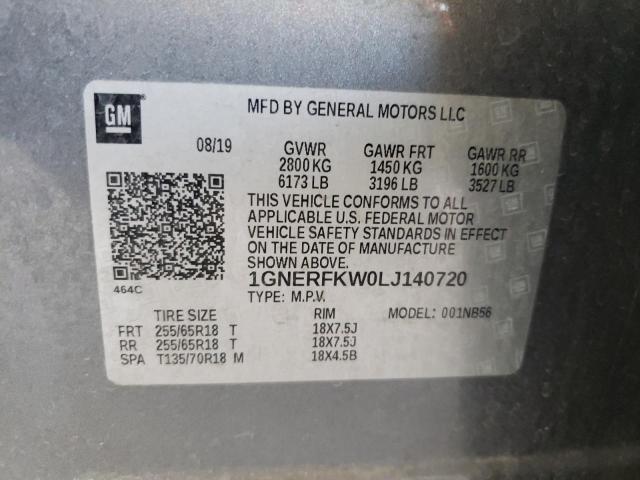 GM
MFD BY GENERAL MOTORS LLC
08/19 GVWR GAWR FRT GAWR RR
2800 KG 1450 KG 1600 KG
6173 LB 3196 LB 3527 LB
THIS VEHICLE CONFORMS TO ALL
APPLICABLE U.S. FEDERAL MOTOR
VEHICLE SAFETY STANDARDS IN EFFECT
ON THE DATE OF MANUFACTURE
SHOWN ABOVE.
464C
1GNERFKW0LJ140720
TYPE: M.P.V.
TIRE SIZE RIM MODEL: 001NB56
FRT 255/65R18 T 18X7.5J
RR 255/65R18 T 18X7.5J
SPA T135/70R18 M 18X4.5B